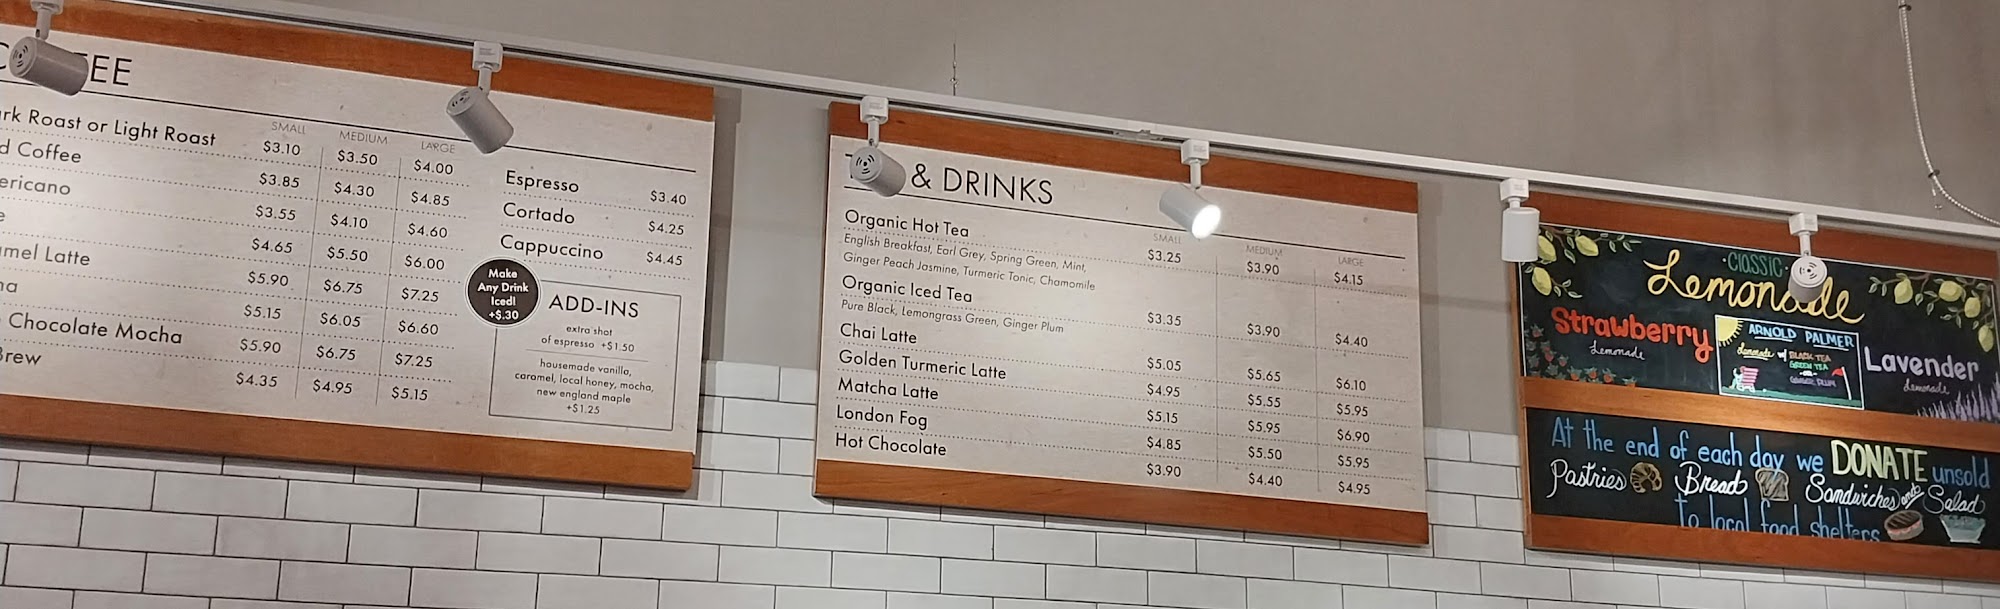 EE
SMALL MEDIUM LARGE
rk Roast or Light Roast $3.10 $3.50 $4.00
d Coffee $3.85 $4.30 $4.85
ericano $3.55 $4.10 $4.60
e $4.65 $5.50 $6.00
mel Latte $5.90 $6.75 $7.25
na $5.15 $6.05 $6.60
Chocolate Mocha $5.90 $6.75 $7.25
Brew $4.35 $4.95 $5.15
Espresso $3.40
Cortado $4.25
Cappuccino $4.45
Make
Any Drink
Iced!
+$.30
ADD-INS
extra shot
of espresso +$1.50
housemade vanilla,
caramel, local honey, mocha,
new england maple
+$1.25
& DRINKS
SMALL MEDIUM LARGE
Organic Hot Tea $3.25 $3.90 $4.15
English Breakfast, Earl Grey, Spring Green, Mint,
Ginger Peach Jasmine, Turmeric Tonic, Chamomile
Organic Iced Tea $3.35 $3.90 $4.40
Pure Black, Lemongrass Green, Ginger Plum
Chai Latte $5.05 $5.65 $6.10
Golden Turmeric Latte $4.95 $5.55 $5.95
Matcha Latte $5.15 $5.95 $6.90
London Fog $4.85 $5.50 $5.95
Hot Chocolate $3.90 $4.40 $4.95
Classic
Lemonade
Strawberry
Lemonade
ARNOLD PALMER
Lemonade w/ BLACK TEA
GREEN TEA
OR
GINGER PLUM
Lavender
Lemonade
At the end of each day we DONATE unsold
Pastries Bread Sandwiches and Salad
to local food shelters